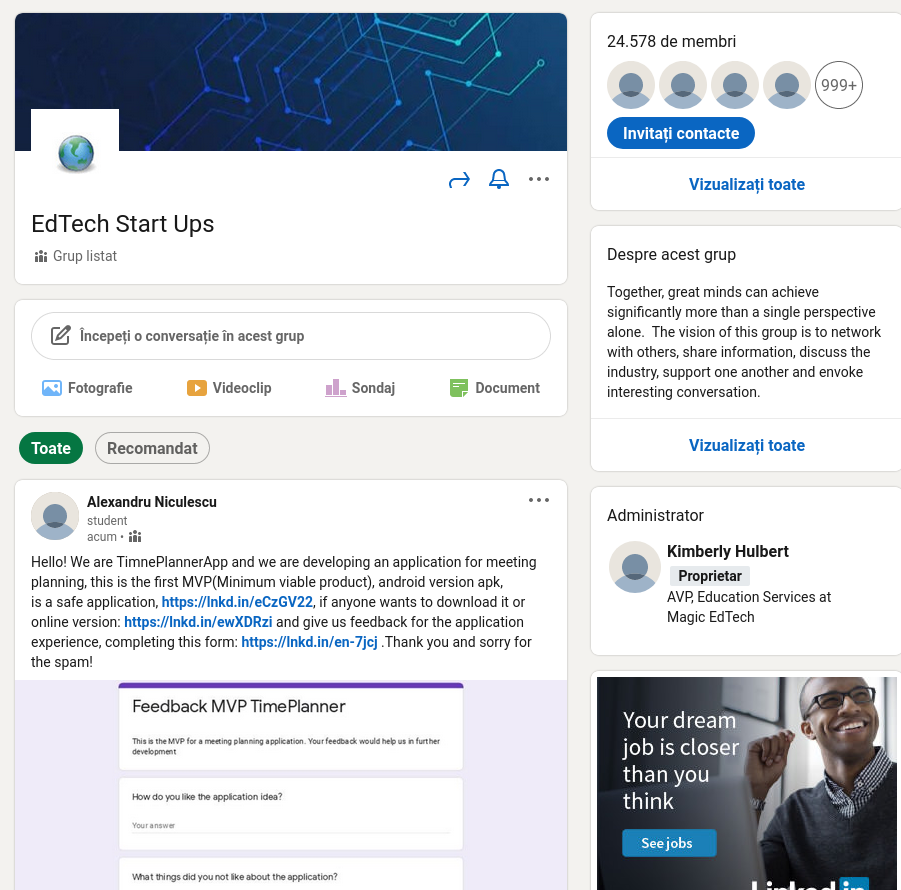 EdTech Start Ups
Grup listat
Începeți o conversație în acest grup
Fotografie
Videoclip
Sondaj
Document
Toate
Recomandat
Alexandru Niculescu
student
acum •
Hello! We are TimnePlannerApp and we are developing an application for meeting
planning, this is the first MVP(Minimum viable product), android version apk,
is a safe application, https://lnkd.in/eCzGV22, if anyone wants to download it or
online version: https://lnkd.in/ewXDRzi and give us feedback for the application
experience, completing this form: https://lnkd.in/en-7jcj .Thank you and sorry for
the spam!
Feedback MVP TimePlanner
This is the MVP for a meeting planning application. Your feedback would help us in further
development
How do you like the application idea?
Your answer
What things did you not like about the application?
24.578 de membri
999+
Invitați contacte
Vizualizați toate
Despre acest grup
Together, great minds can achieve
significantly more than a single perspective
alone.  The vision of this group is to network
with others, share information, discuss the
industry, support one another and envoke
interesting conversation.
Vizualizați toate
Administrator
Kimberly Hulbert
Proprietar
AVP, Education Services at
Magic EdTech
Your dream
job is closer
than you
think
See jobs
Linked in